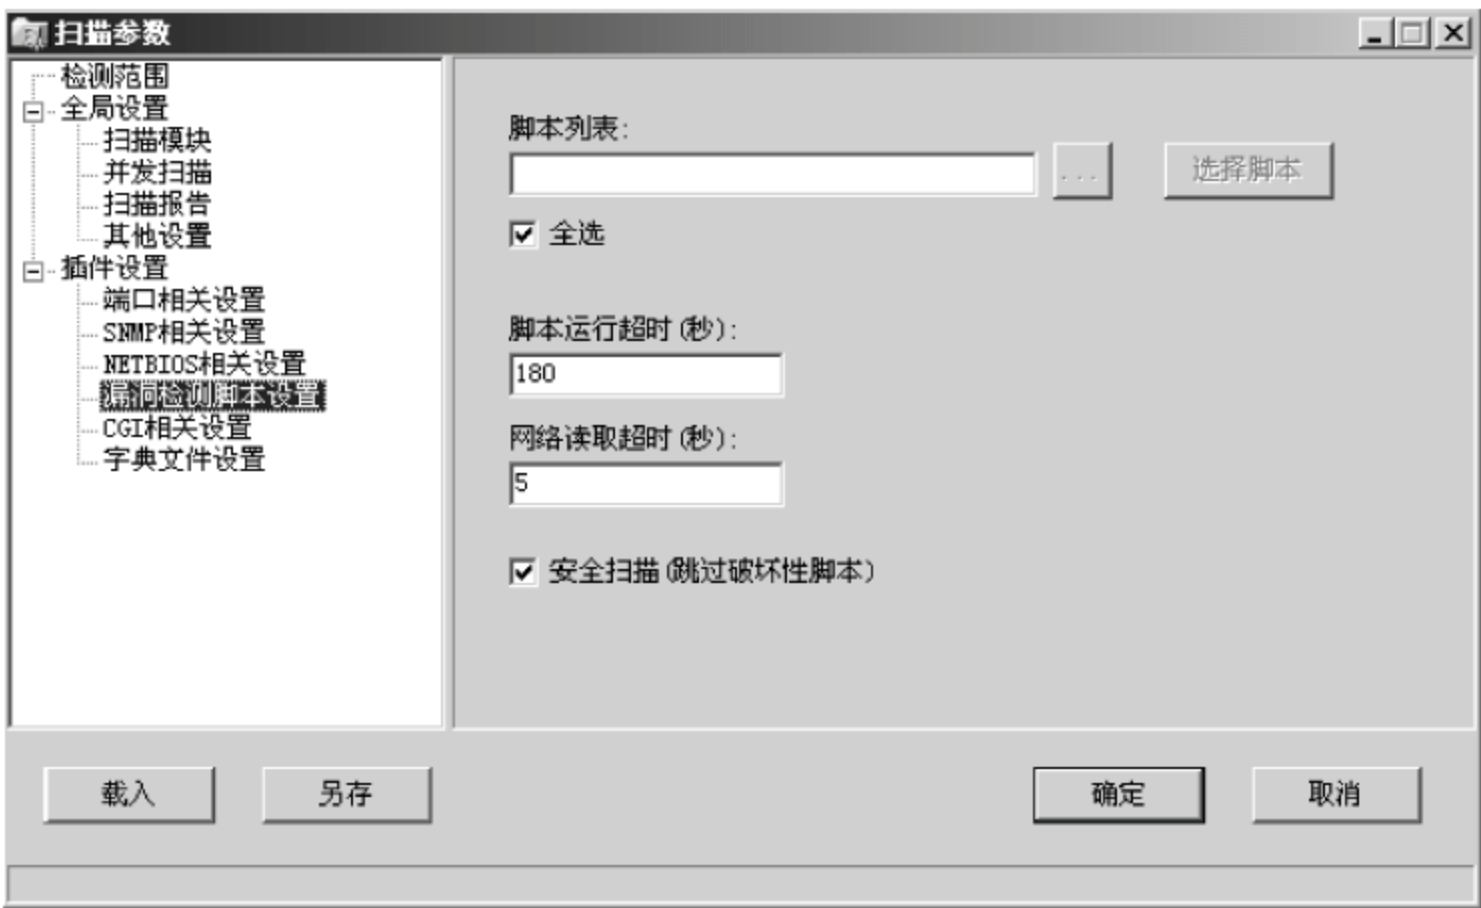 扫描参数
检测范围
全局设置
扫描模块
并发扫描
扫描报告
其他设置
插件设置
端口相关设置
SNMP相关设置
NETBIOS相关设置
漏洞检测脚本设置
CGI相关设置
字典文件设置
脚本列表:
...
选择脚本
全选
脚本运行超时(秒):
180
网络读取超时(秒):
5
安全扫描(跳过破坏性脚本)
载入
另存
确定
取消